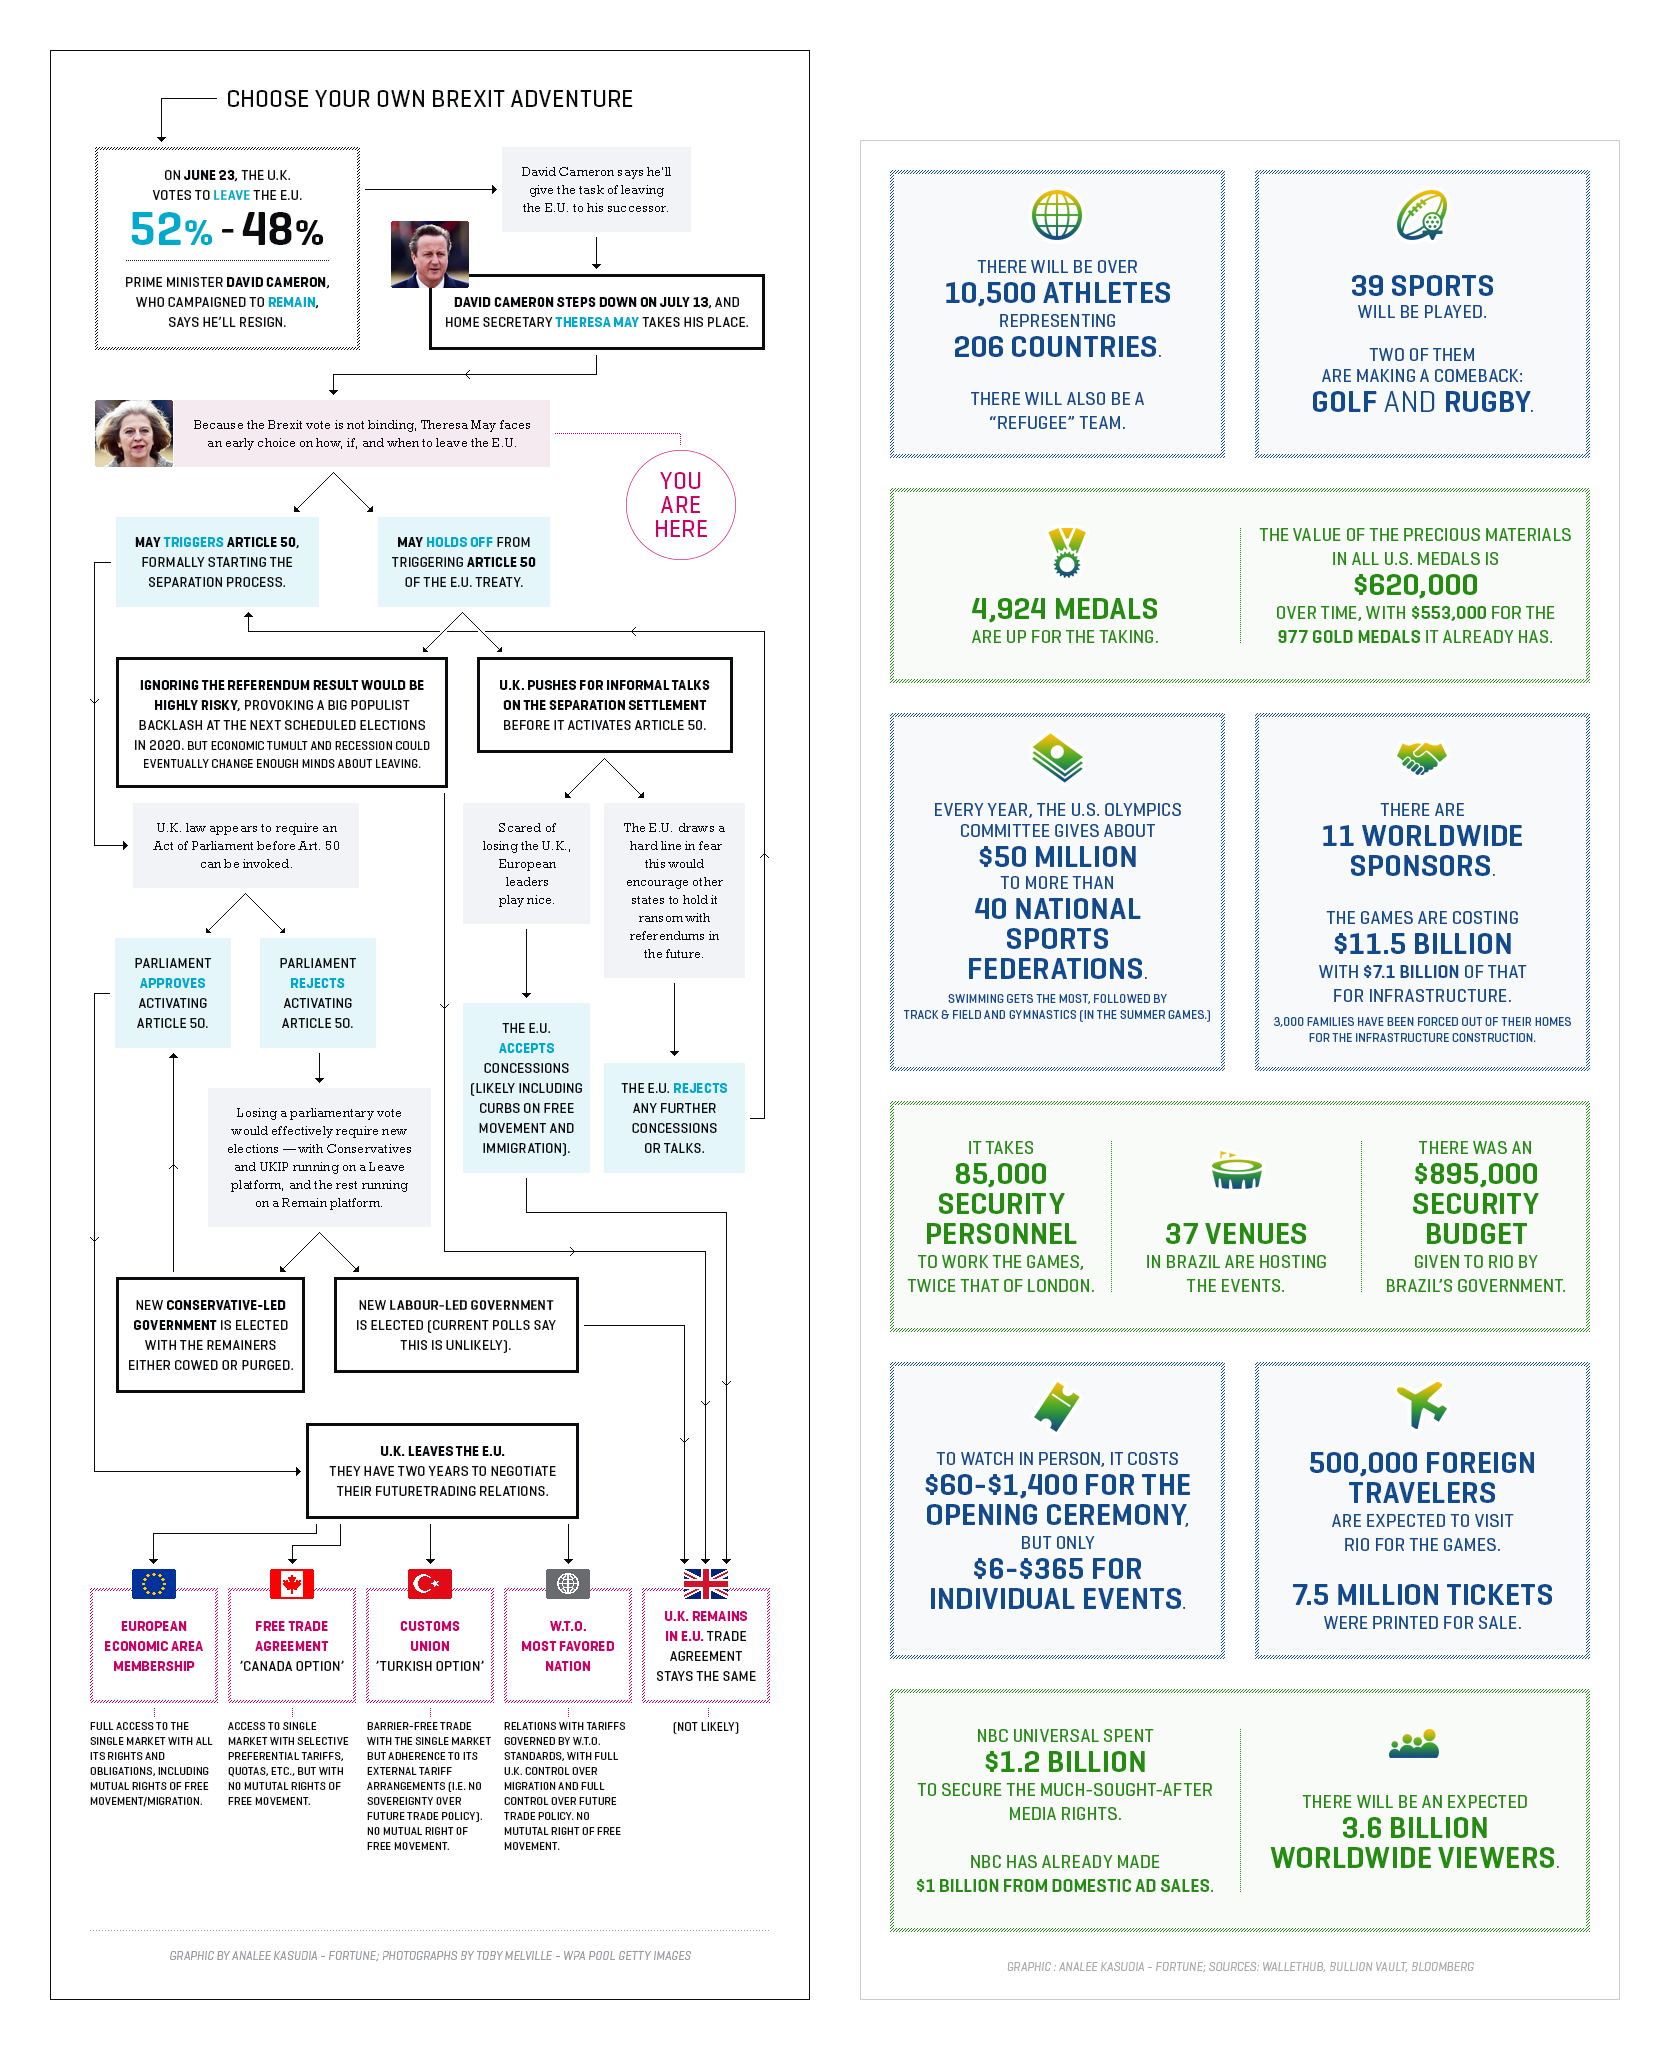 CHOOSE YOUR OWN BREXIT ADVENTURE
ON JUNE 23, THE U.K.
VOTES TO LEAVE THE E.U.
52% - 48%
PRIME MINISTER DAVID CAMERON,
WHO CAMPAIGNED TO REMAIN,
SAYS HE'LL RESIGN.
David Cameron says he'll
give the task of leaving
the E.U. to his successor.
DAVID CAMERON STEPS DOWN ON JULY 13, AND
HOME SECRETARY THERESA MAY TAKES HIS PLACE.
Because the Brexit vote is not binding, Theresa May faces
an early choice on how, if, and when to leave the E.U.
YOU
ARE
HERE
MAY TRIGGERS ARTICLE 50,
FORMALLY STARTING THE
SEPARATION PROCESS.
MAY HOLDS OFF FROM
TRIGGERING ARTICLE 50
OF THE E.U. TREATY.
IGNORING THE REFERENDUM RESULT WOULD BE
HIGHLY RISKY, PROVOKING A BIG POPULIST
BACKLASH AT THE NEXT SCHEDULED ELECTIONS
IN 2020. BUT ECONOMIC TUMULT AND RECESSION COULD
EVENTUALLY CHANGE ENOUGH MINDS ABOUT LEAVING.
U.K. PUSHES FOR INFORMAL TALKS
ON THE SEPARATION SETTLEMENT
BEFORE IT ACTIVATES ARTICLE 50.
U.K. law appears to require an
Act of Parliament before Art. 50
can be invoked.
Scared of
losing the U.K.,
European
leaders
play nice.
The E.U. draws a
hard line in fear
this would
encourage other
states to hold it
ransom with
referendums in
the future.
PARLIAMENT
APPROVES
ACTIVATING
ARTICLE 50.
PARLIAMENT
REJECTS
ACTIVATING
ARTICLE 50.
THE E.U.
ACCEPTS
CONCESSIONS
(LIKELY INCLUDING
CURBS ON FREE
MOVEMENT AND
IMMIGRATION).
THE E.U. REJECTS
ANY FURTHER
CONCESSIONS
OR TALKS.
Losing a parliamentary vote
would effectively require new
elections — with Conservatives
and UKIP running on a Leave
platform, and the rest running
on a Remain platform.
NEW CONSERVATIVE-LED
GOVERNMENT IS ELECTED
WITH THE REMAINERS
EITHER COWED OR PURGED.
NEW LABOUR-LED GOVERNMENT
IS ELECTED (CURRENT POLLS SAY
THIS IS UNLIKELY).
U.K. LEAVES THE E.U.
THEY HAVE TWO YEARS TO NEGOTIATE
THEIR FUTURETRADING RELATIONS.
EUROPEAN
ECONOMIC AREA
MEMBERSHIP
FREE TRADE
AGREEMENT
'CANADA OPTION'
CUSTOMS
UNION
'TURKISH OPTION'
W.T.O.
MOST FAVORED
NATION
U.K. REMAINS
IN E.U. TRADE
AGREEMENT
STAYS THE SAME
FULL ACCESS TO THE
SINGLE MARKET WITH ALL
ITS RIGHTS AND
OBLIGATIONS, INCLUDING
MUTUAL RIGHTS OF FREE
MOVEMENT/MIGRATION.
ACCESS TO SINGLE
MARKET WITH SELECTIVE
PREFERENTIAL TARIFFS,
QUOTAS, ETC., BUT WITH
NO MUTUTAL RIGHTS OF
FREE MOVEMENT.
BARRIER-FREE TRADE
WITH THE SINGLE MARKET
BUT ADHERENCE TO ITS
EXTERNAL TARIFF
ARRANGEMENTS (I.E. NO
SOVEREIGNTY OVER
FUTURE TRADE POLICY).
NO MUTUAL RIGHT OF
FREE MOVEMENT.
RELATIONS WITH TARIFFS
GOVERNED BY W.T.O.
STANDARDS, WITH FULL
U.K. CONTROL OVER
MIGRATION AND FULL
CONTROL OVER FUTURE
TRADE POLICY. NO
MUTUTAL RIGHT OF FREE
MOVEMENT.
(NOT LIKELY)
GRAPHIC BY ANALEE KASUDIA - FORTUNE; PHOTOGRAPHS BY TOBY MELVILLE - WPA POOL GETTY IMAGES
THERE WILL BE OVER
10,500 ATHLETES
REPRESENTING
206 COUNTRIES.
THERE WILL ALSO BE A
"REFUGEE" TEAM.
39 SPORTS
WILL BE PLAYED.
TWO OF THEM
ARE MAKING A COMEBACK:
GOLF AND RUGBY.
4,924 MEDALS
ARE UP FOR THE TAKING.
THE VALUE OF THE PRECIOUS MATERIALS
IN ALL U.S. MEDALS IS
$620,000
OVER TIME, WITH $553,000 FOR THE
977 GOLD MEDALS IT ALREADY HAS.
EVERY YEAR, THE U.S. OLYMPICS
COMMITTEE GIVES ABOUT
$50 MILLION
TO MORE THAN
40 NATIONAL
SPORTS
FEDERATIONS.
SWIMMING GETS THE MOST, FOLLOWED BY
TRACK & FIELD AND GYMNASTICS (IN THE SUMMER GAMES.)
THERE ARE
11 WORLDWIDE
SPONSORS.
THE GAMES ARE COSTING
$11.5 BILLION
WITH $7.1 BILLION OF THAT
FOR INFRASTRUCTURE.
3,000 FAMILIES HAVE BEEN FORCED OUT OF THEIR HOMES
FOR THE INFRASTRUCTURE CONSTRUCTION.
IT TAKES
85,000
SECURITY
PERSONNEL
TO WORK THE GAMES,
TWICE THAT OF LONDON.
37 VENUES
IN BRAZIL ARE HOSTING
THE EVENTS.
THERE WAS AN
$895,000
SECURITY
BUDGET
GIVEN TO RIO BY
BRAZIL'S GOVERNMENT.
TO WATCH IN PERSON, IT COSTS
$60-$1,400 FOR THE
OPENING CEREMONY,
BUT ONLY
$6-$365 FOR
INDIVIDUAL EVENTS.
500,000 FOREIGN
TRAVELERS
ARE EXPECTED TO VISIT
RIO FOR THE GAMES.
7.5 MILLION TICKETS
WERE PRINTED FOR SALE.
NBC UNIVERSAL SPENT
$1.2 BILLION
TO SECURE THE MUCH-SOUGHT-AFTER
MEDIA RIGHTS.
NBC HAS ALREADY MADE
$1 BILLION FROM DOMESTIC AD SALES.
THERE WILL BE AN EXPECTED
3.6 BILLION
WORLDWIDE VIEWERS.
GRAPHIC : ANALEE KASUDIA - FORTUNE; SOURCES: WALLETHUB, BULLION VAULT, BLOOMBERG